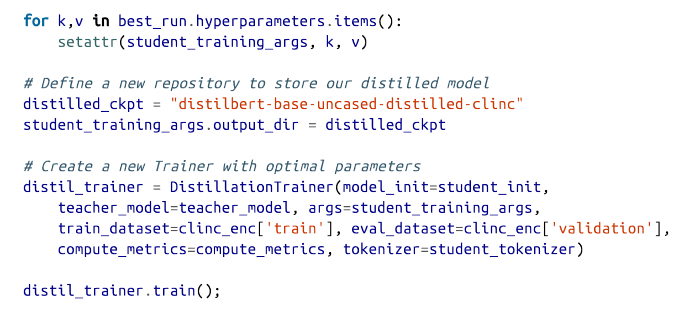 for k,v in best_run.hyperparameters.items():
    setattr(student_training_args, k, v)

# Define a new repository to store our distilled model
distilled_ckpt = "distilbert-base-uncased-distilled-clinc"
student_training_args.output_dir = distilled_ckpt

# Create a new Trainer with optimal parameters
distil_trainer = DistillationTrainer(model_init=student_init,
    teacher_model=teacher_model, args=student_training_args,
    train_dataset=clinc_enc['train'], eval_dataset=clinc_enc['validation'],
    compute_metrics=compute_metrics, tokenizer=student_tokenizer)

distil_trainer.train();